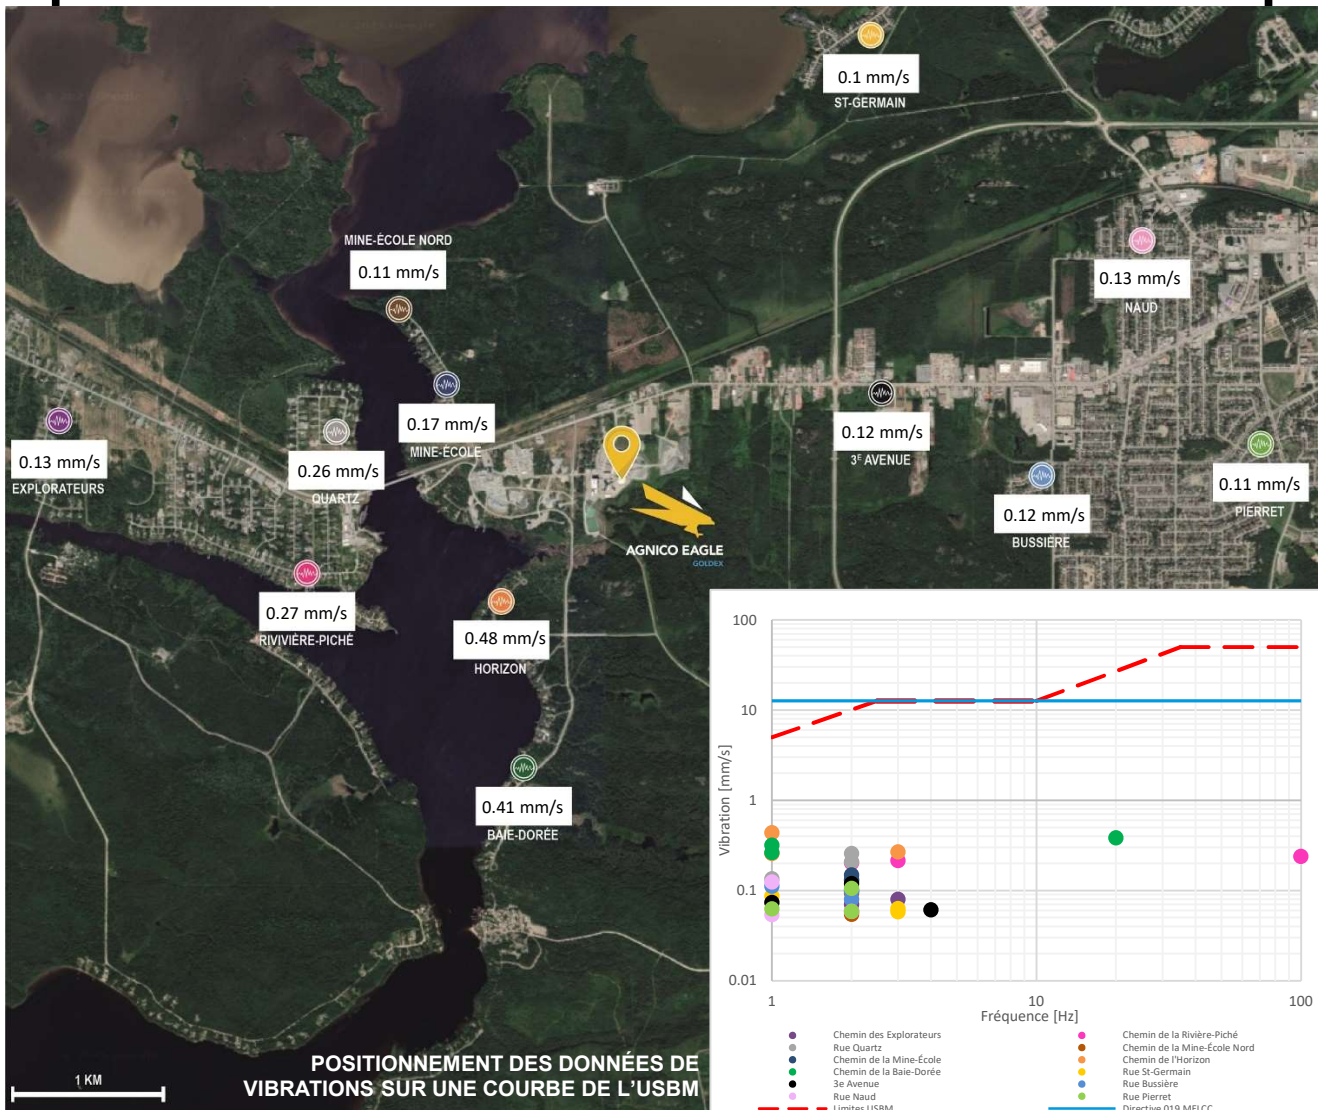 0.1 mm/s
ST-GERMAIN
MINE-ÉCOLE NORD
0.11 mm/s
0.13 mm/s
NAUD
0.17 mm/s
MINE-ÉCOLE
0.12 mm/s
3E AVENUE
0.13 mm/s
EXPLORATEURS
0.26 mm/s
QUARTZ
0.11 mm/s
PIERRET
0.12 mm/s
BUSSIÈRE
AGNICO EAGLE
GOLDEX
0.27 mm/s
RIVIVIÈRE-PICHÉ
0.48 mm/s
HORIZON
0.41 mm/s
BAIE-DORÉE
100
10
1
0.1
0.01
Vibration [mm/s]
1
10
100
Fréquence [Hz]
Chemin des Explorateurs
Chemin de la Rivière-Piché
Rue Quartz
Chemin de la Mine-École Nord
Chemin de la Mine-École
Chemin de l'Horizon
Chemin de la Baie-Dorée
Rue St-Germain
3e Avenue
Rue Bussière
Rue Naud
Rue Pierret
Limites USBM
Directive 019 MELCC
POSITIONNEMENT DES DONNÉES DE
VIBRATIONS SUR UNE COURBE DE L'USBM
1 KM